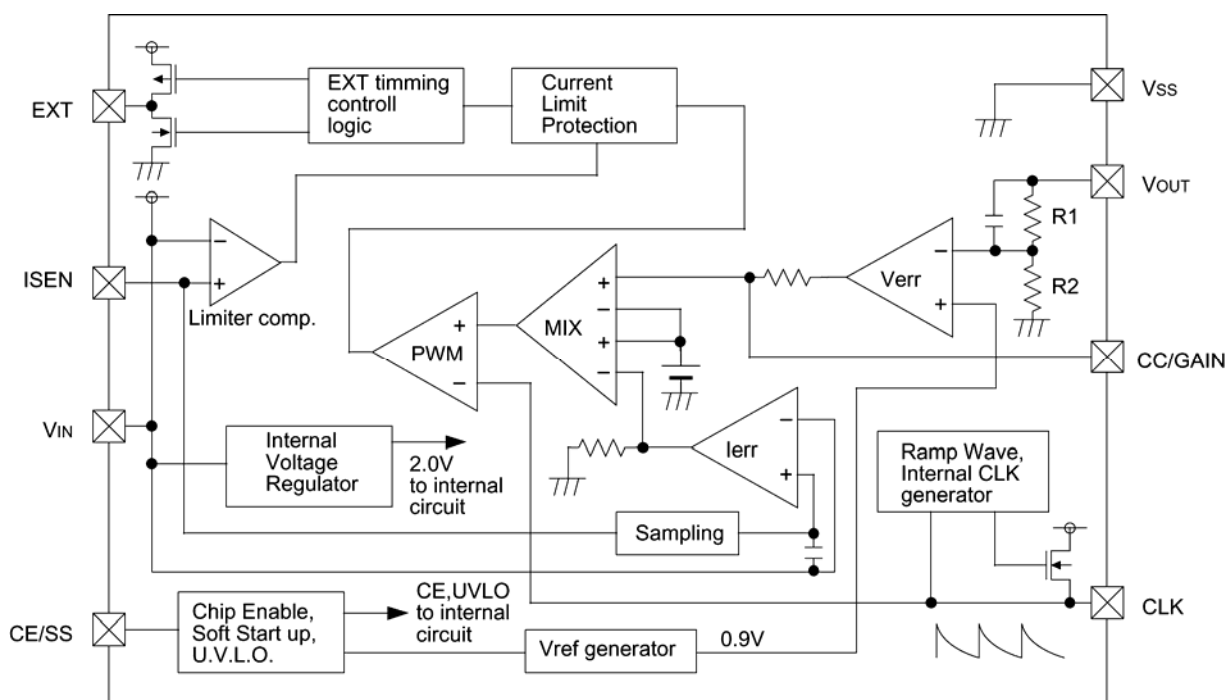 EXT
EXT timming
controll
logic
Current
Limit
Protection
Vss
VOUT
R1
R2
−
+
Limiter comp.
ISEN
PWM
+
−
MIX
+
−
+
−
Verr
−
+
CC/GAIN
VIN
Internal
Voltage
Regulator
2.0V
to internal
circuit
Ierr
−
+
Ramp Wave,
Internal CLK
generator
Sampling
CE/SS
Chip Enable,
Soft Start up,
U.V.L.O.
CE,UVLO
to internal
circuit
Vref generator
0.9V
CLK